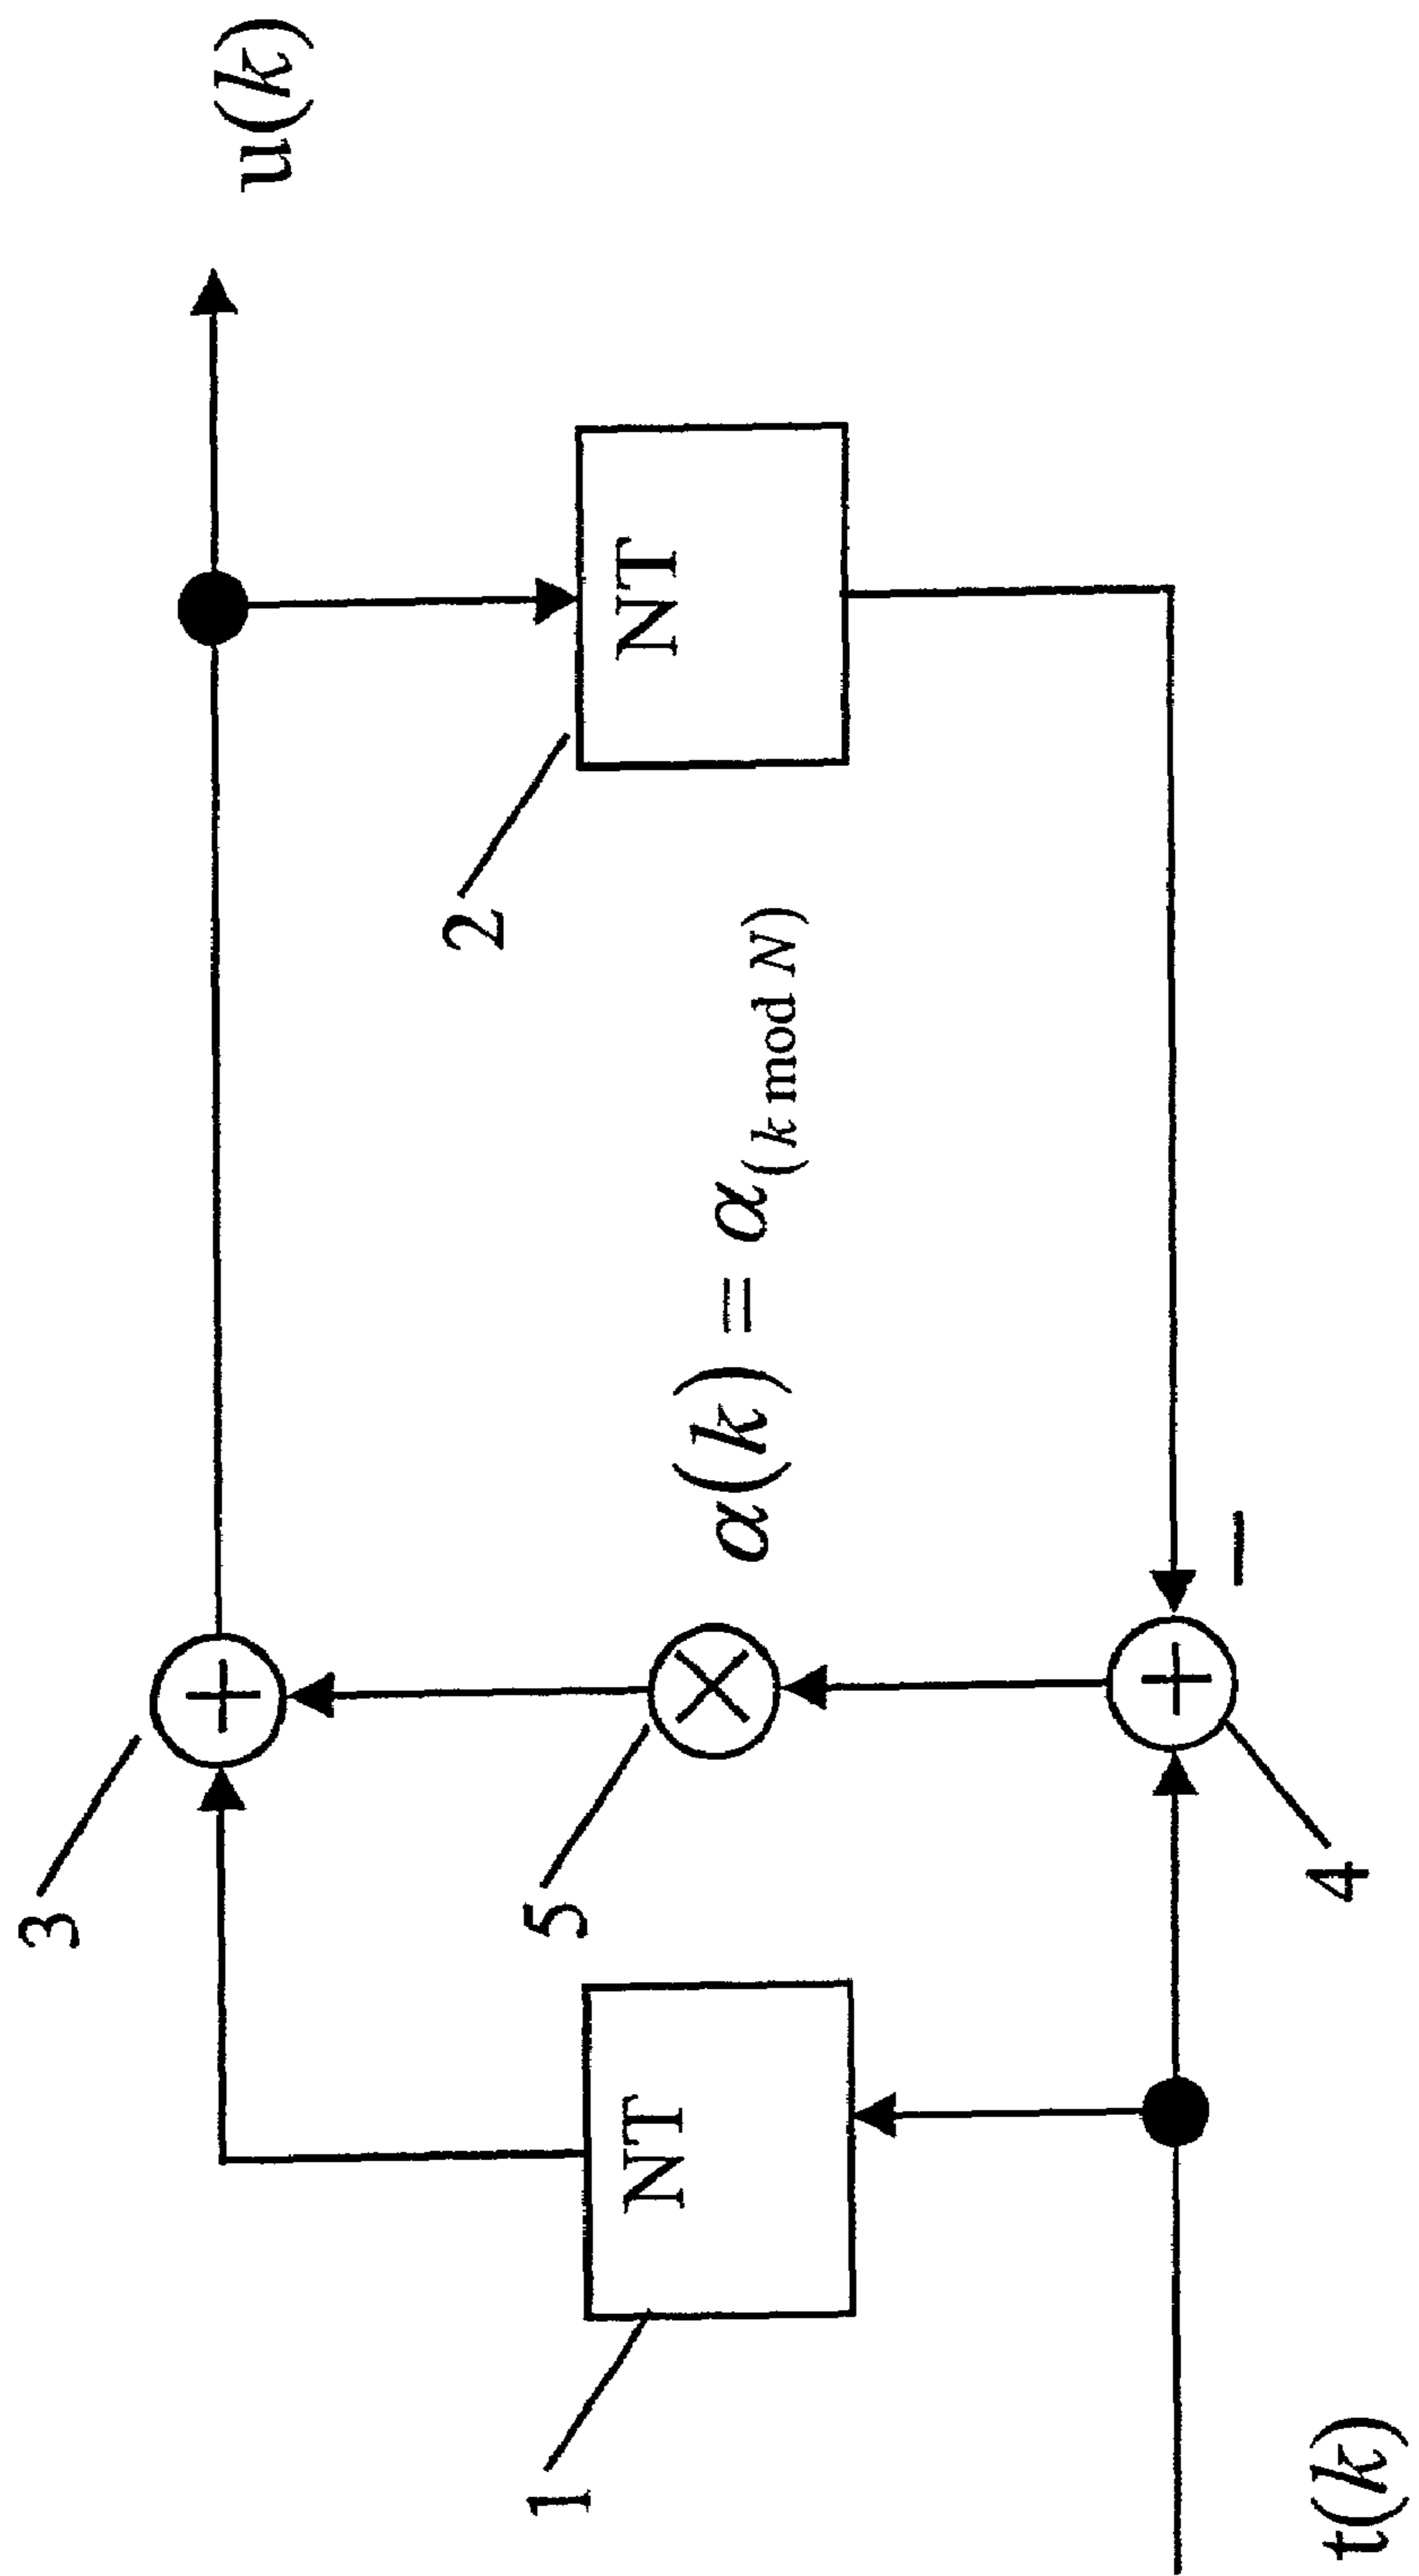 u(k)
3
2
NT
5
α(k) = α(k mod N)
1
NT
4
−
t(k)